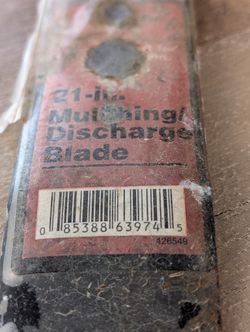 21-in.
Mulching/
Discharge
Blade
0 85388 63974 5
426549